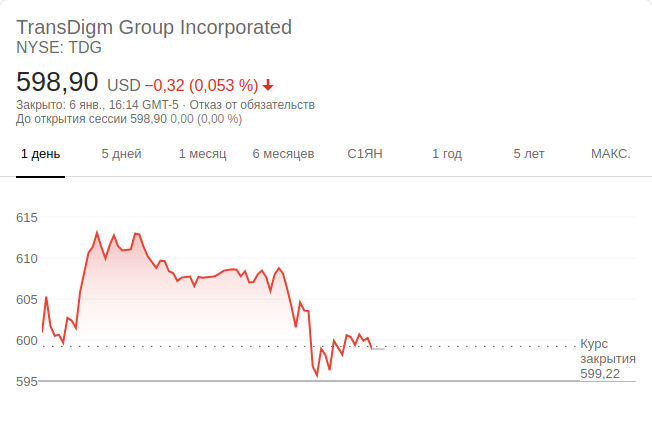 TransDigm Group Incorporated
NYSE: TDG
598,90 USD −0,32 (0,053 %)
Закрыто: 6 янв., 16:14 GMT-5 · Отказ от обязательств
До открытия сессии 598,90 0,00 (0,00 %)
1 день 5 дней 1 месяц 6 месяцев С1ЯН 1 год 5 лет МАКС.
615
610
605
600
595
Курс
закрытия
599,22